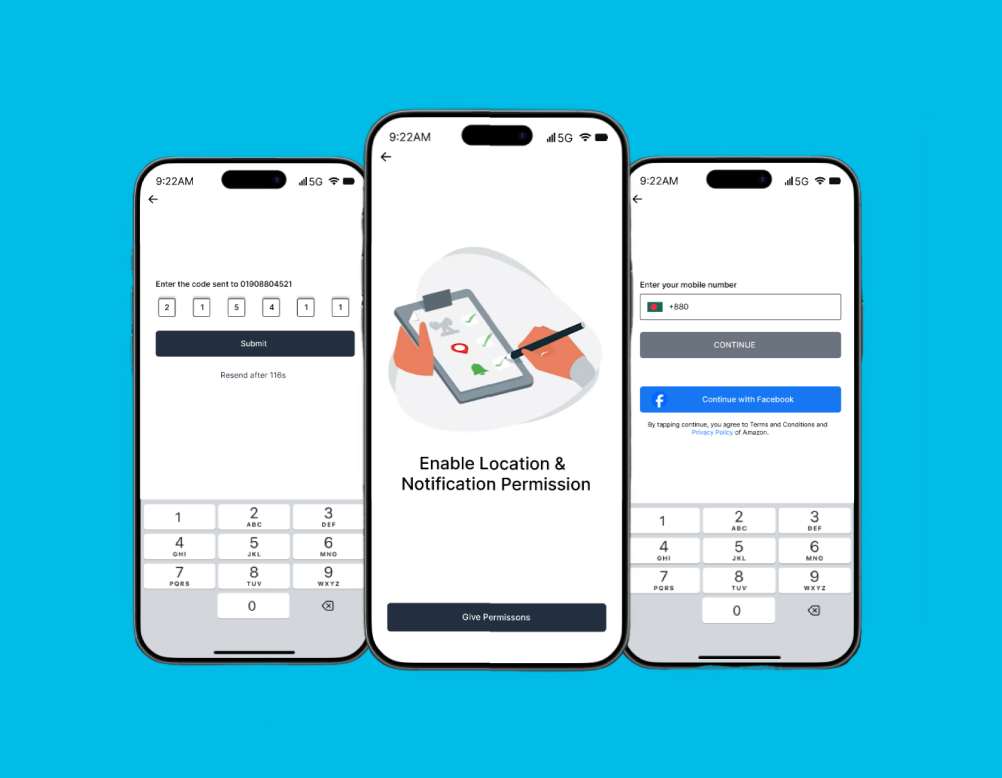 9:22AM
5G
Enter the code sent to 01908804521
2 1 5 4 1 1
Submit
Resend after 116s
1 2 3
ABC DEF
4 5 6
GHI JKL MNO
7 8 9
PQRS TUV WXYZ
0
9:22AM
5G
Enable Location &
Notification Permission
Give Permissons
9:22AM
5G
Enter your mobile number
+880
CONTINUE
f Continue with Facebook
By tapping continue, you agree to Terms and Conditions and
Privacy Policy of Amazon.
1 2 3
ABC DEF
4 5 6
GHI JKL MNO
7 8 9
PQRS TUV WXYZ
0